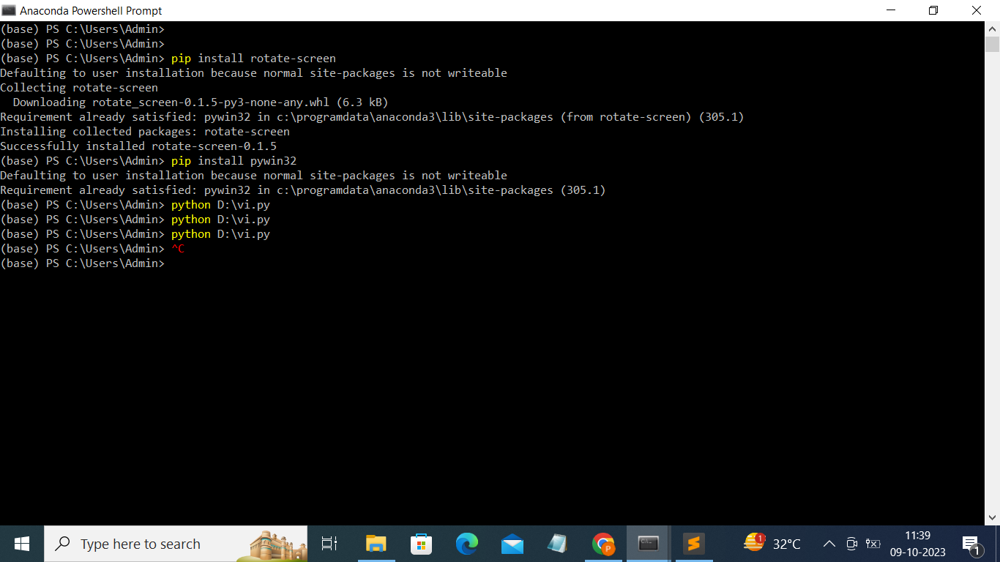 Anaconda Powershell Prompt
(base) PS C:\Users\Admin>
(base) PS C:\Users\Admin>
(base) PS C:\Users\Admin> pip install rotate-screen
Defaulting to user installation because normal site-packages is not writeable
Collecting rotate-screen
  Downloading rotate_screen-0.1.5-py3-none-any.whl (6.3 kB)
Requirement already satisfied: pywin32 in c:\programdata\anaconda3\lib\site-packages (from rotate-screen) (305.1)
Installing collected packages: rotate-screen
Successfully installed rotate-screen-0.1.5
(base) PS C:\Users\Admin> pip install pywin32
Defaulting to user installation because normal site-packages is not writeable
Requirement already satisfied: pywin32 in c:\programdata\anaconda3\lib\site-packages (305.1)
(base) PS C:\Users\Admin> python D:\vi.py
(base) PS C:\Users\Admin> python D:\vi.py
(base) PS C:\Users\Admin> python D:\vi.py
(base) PS C:\Users\Admin> ^C
(base) PS C:\Users\Admin>
Type here to search
P
1
32°C
11:39
09-10-2023
1